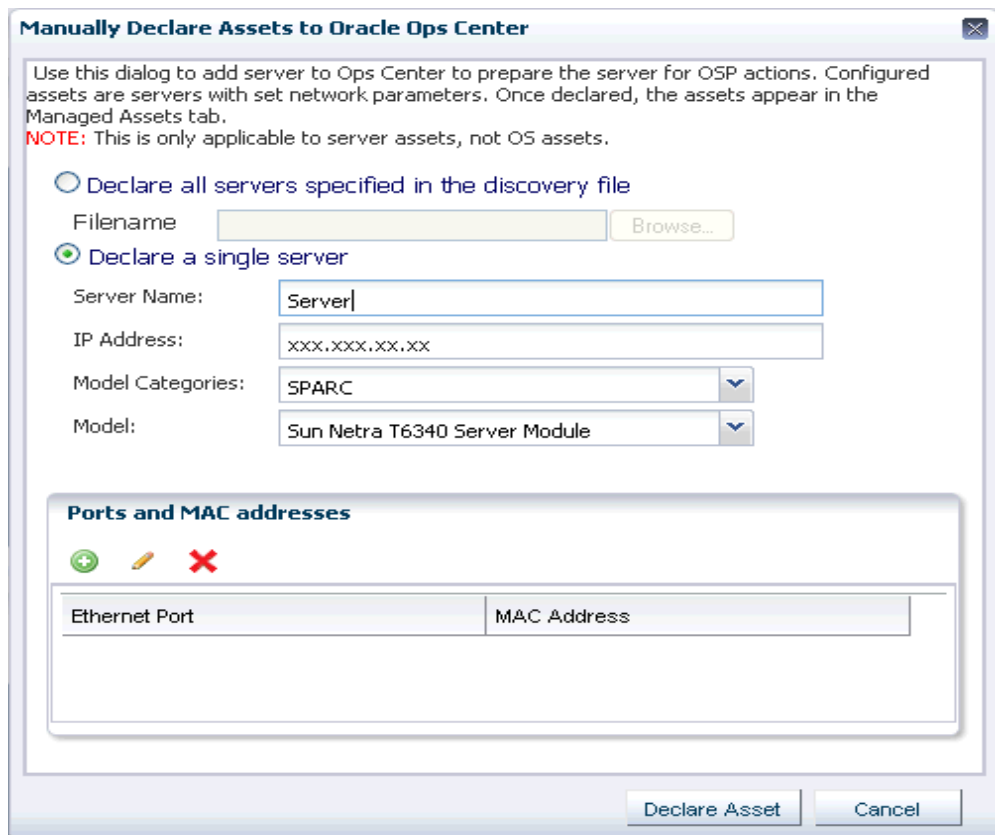 Manually Declare Assets to Oracle Ops Center
Use this dialog to add server to Ops Center to prepare the server for OSP actions. Configured
assets are servers with set network parameters. Once declared, the assets appear in the
Managed Assets tab.
NOTE: This is only applicable to server assets, not OS assets.
Declare all servers specified in the discovery file
Filename Browse...
Declare a single server
Server Name: Server
IP Address: xxx.xxx.xx.xx
Model Categories: SPARC
Model: Sun Netra T6340 Server Module
Ports and MAC addresses
Ethernet Port MAC Address
Declare Asset Cancel